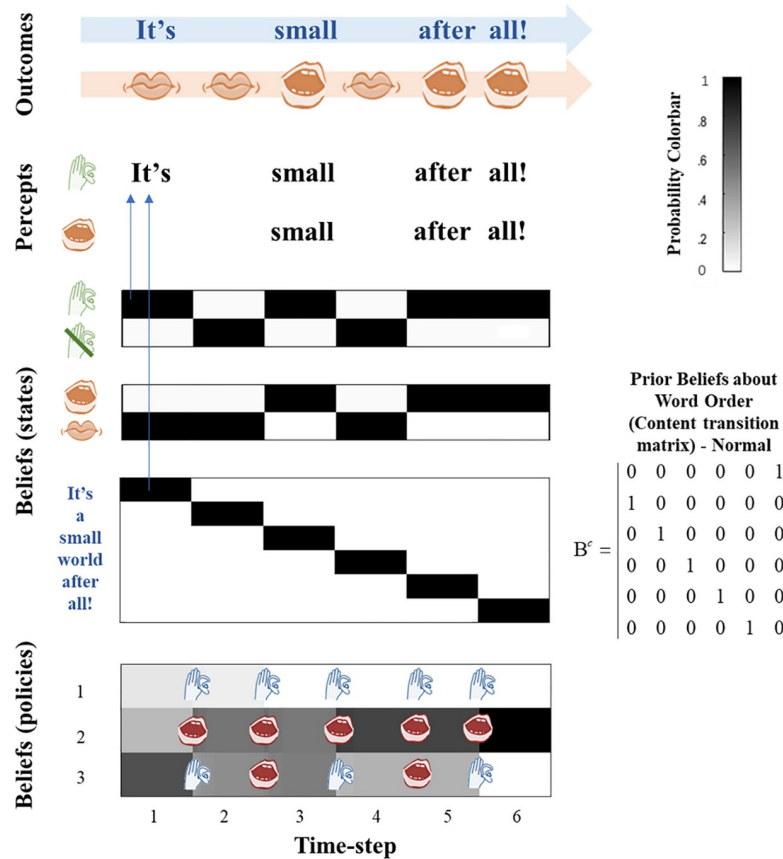 Outcomes
It's small after all!
Percepts
It's small after all!
small after all!
Probability Colorbar
1
.8
.6
.4
.2
0
Beliefs (states)
It's
a
small
world
after
all!
Prior Beliefs about
Word Order
(Content transition
matrix) - Normal
B^c =
0 0 0 0 0 1
1 0 0 0 0 0
0 1 0 0 0 0
0 0 1 0 0 0
0 0 0 1 0 0
0 0 0 0 1 0
Beliefs (policies)
1
2
3
1 2 3 4 5 6
Time-step